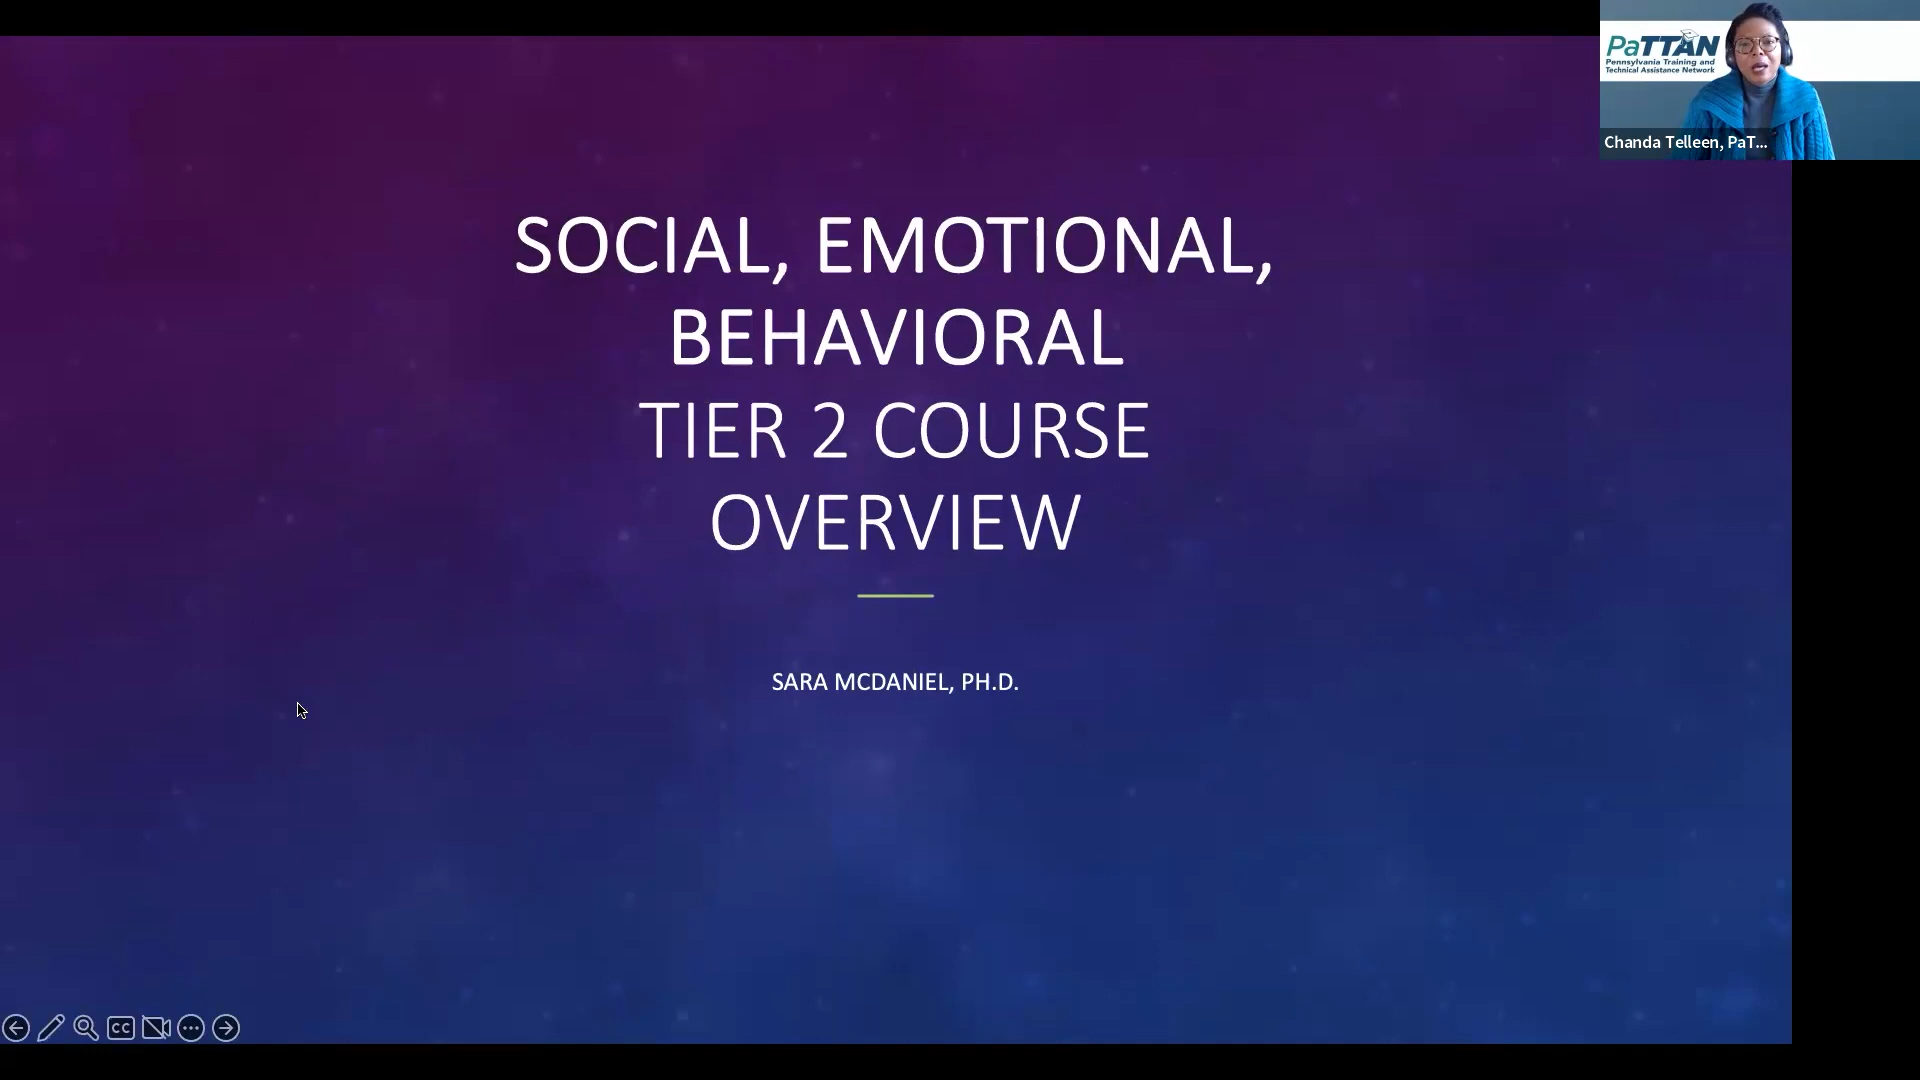 SOCIAL, EMOTIONAL,
BEHAVIORAL
TIER 2 COURSE
OVERVIEW
SARA MCDANIEL, PH.D.
PaTTAN
Pennsylvania Training and
Technical Assistance Network
Chanda Telleen, PaT...
CC